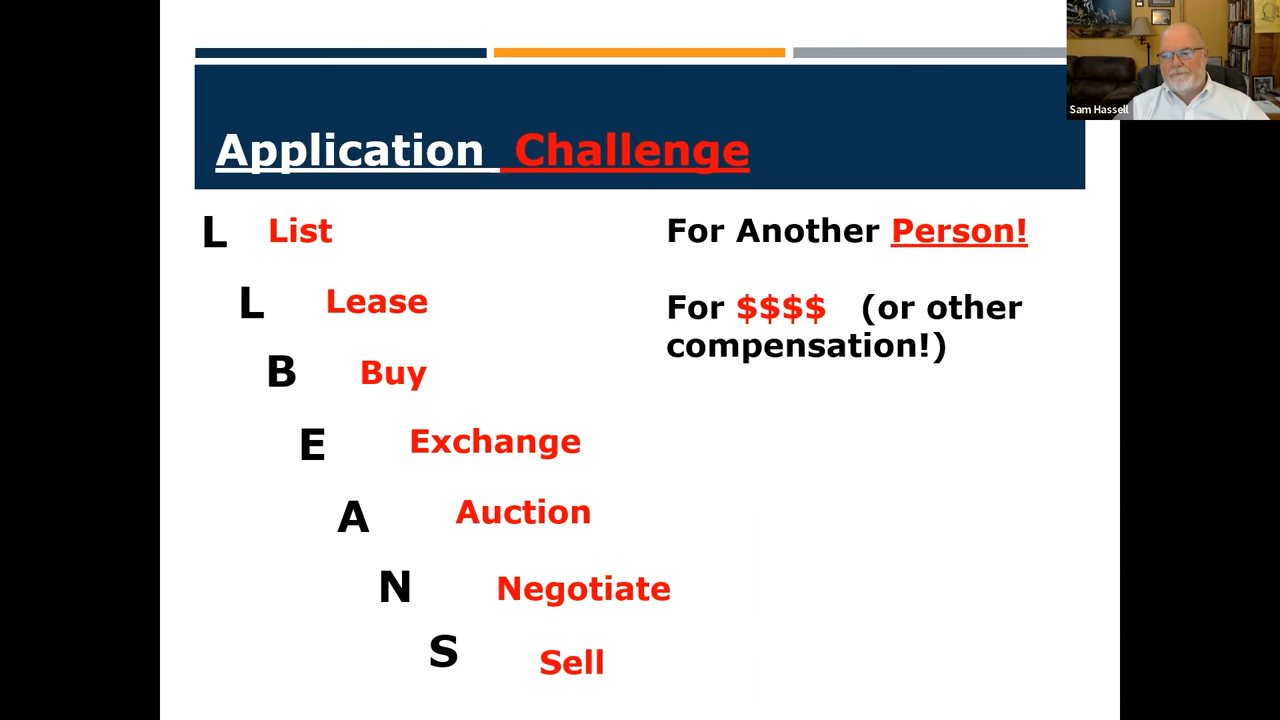 Application Challenge
L List
L Lease
B Buy
E Exchange
A Auction
N Negotiate
S Sell
For Another Person!
For $$$$ (or other
compensation!)
Sam Hassell